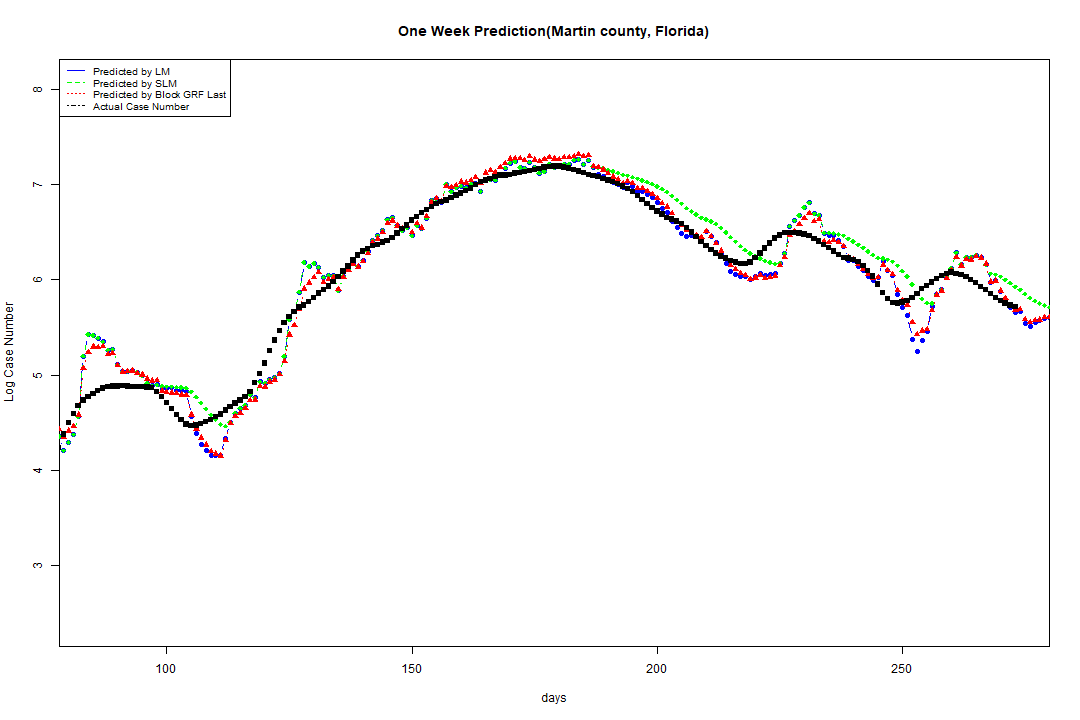 One Week Prediction(Martin county, Florida)
Predicted by LM
Predicted by SLM
Predicted by Block GRF Last
Actual Case Number
8
7
6
5
4
3
Log Case Number
100 150 200 250
days